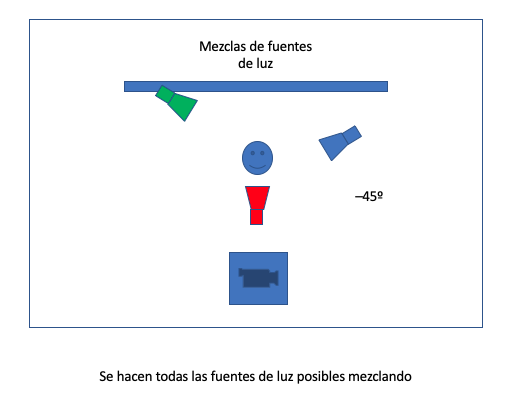 Mezclas de fuentes
de luz
–45º
Se hacen todas las fuentes de luz posibles mezclando